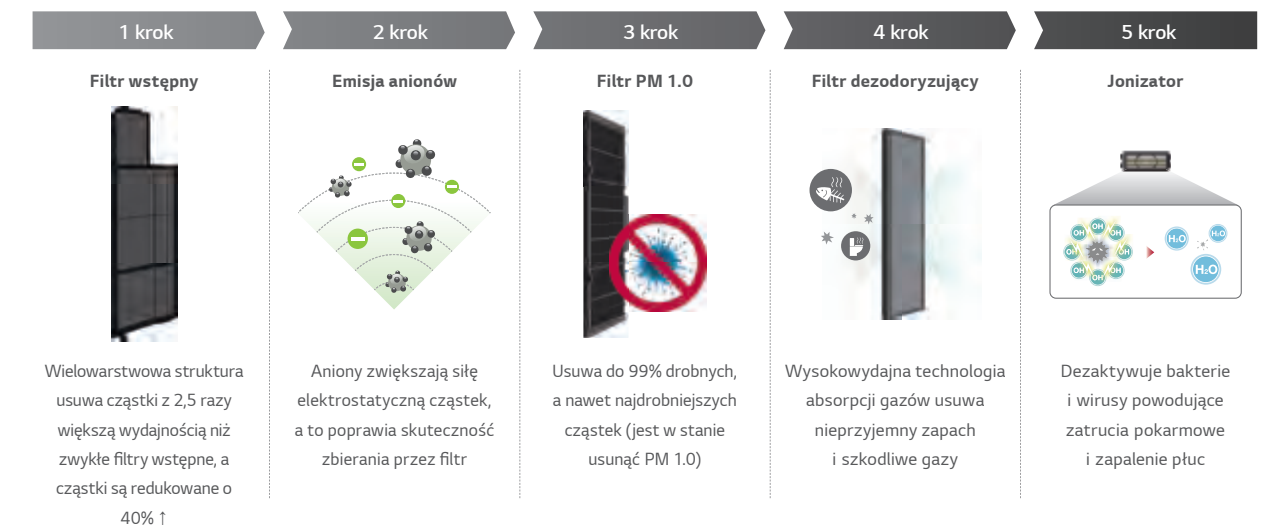 1 krok
2 krok
3 krok
4 krok
5 krok
Filtr wstępny
Wielowarstwowa struktura
usuwa cząstki z 2,5 razy
większą wydajnością niż
zwykłe filtry wstępne, a
cząstki są redukowane o
40% ↑
Emisja anionów
Aniony zwiększają siłę
elektrostatyczną cząstek,
a to poprawia skuteczność
zbierania przez filtr
Filtr PM 1.0
Usuwa do 99% drobnych,
a nawet najdrobniejszych
cząstek (jest w stanie
usunąć PM 1.0)
Filtr dezodoryzujący
Wysokowydajna technologia
absorpcji gazów usuwa
nieprzyjemny zapach
i szkodliwe gazy
Jonizator
OH
OH
OH
OH
OH
OH
OH
OH
H₂O
H₂O
H₂O
Dezaktywuje bakterie
i wirusy powodujące
zatrucia pokarmowe
i zapalenie płuc